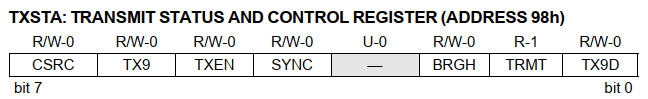 TXSTA: TRANSMIT STATUS AND CONTROL REGISTER (ADDRESS 98h)
R/W-0 R/W-0 R/W-0 R/W-0 U-0 R/W-0 R-1 R/W-0
CSRC TX9 TXEN SYNC — BRGH TRMT TX9D
bit 7 bit 0